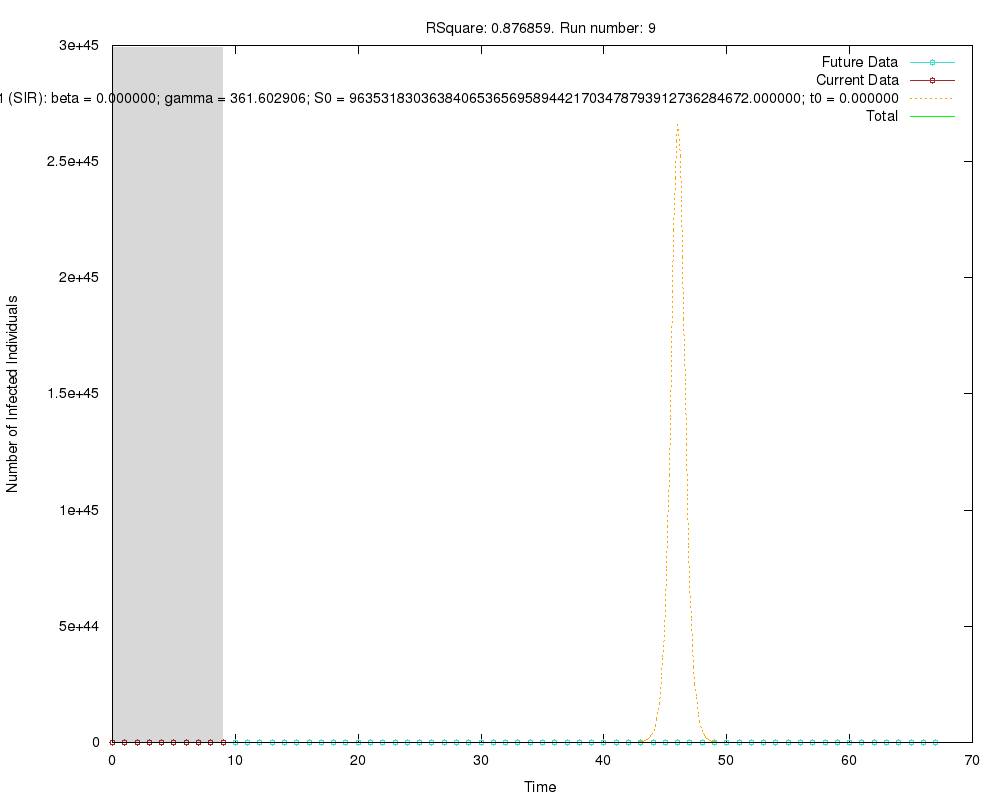 RSquare: 0.876859. Run number: 9
3e+45
Future Data
Current Data
1 (SIR): beta = 0.000000; gamma = 361.602906; S0 = 9635318303638406536569589442170347879393912736284672.000000; t0 = 0.000000
Total
2.5e+45
2e+45
1.5e+45
1e+45
5e+44
0
Number of Infected Individuals
0 10 20 30 40 50 60 70
Time